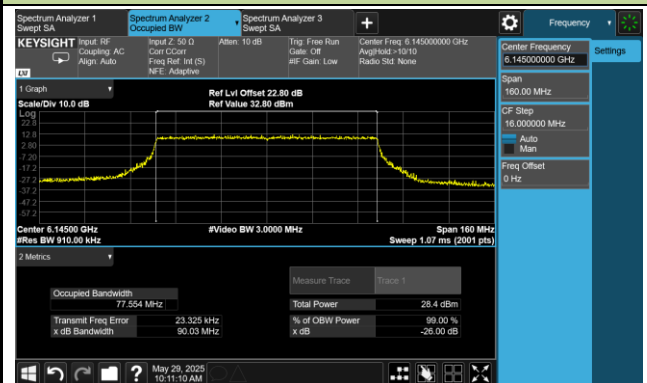 Spectrum Analyzer 1
Swept SA
Spectrum Analyzer 2
Occupied BW
Spectrum Analyzer 3
Swept SA
+
Frequency
KEYSIGHT
LXI
Input: RF
Coupling: AC
Align: Auto
Input Z: 50 Ω
Corr CCorr
Freq Ref: Int (S)
NFE: Adaptive
Atten: 10 dB
Trig: Free Run
Gate: Off
#IF Gain: Low
Center Freq: 6.145000000 GHz
Avg|Hold:>10/10
Radio Std: None
Center Frequency
6.145000000 GHz
Settings
Span
160.00 MHz
CF Step
16.000000 MHz
Auto
Man
Freq Offset
0 Hz
1 Graph
Ref Lvl Offset 22.80 dB
Scale/Div 10.0 dB
Ref Value 32.80 dBm
Log
22.8
12.8
2.80
-7.20
-17.2
-27.2
-37.2
-47.2
-57.2
Center 6.14500 GHz
#Video BW 3.0000 MHz
Span 160 MHz
#Res BW 910.00 kHz
Sweep 1.07 ms (2001 pts)
2 Metrics
Measure Trace
Trace 1
Occupied Bandwidth
77.554 MHz
Total Power
28.4 dBm
Transmit Freq Error
23.325 kHz
% of OBW Power
99.00 %
x dB Bandwidth
90.03 MHz
x dB
-26.00 dB
?
May 29, 2025
10:11:10 AM